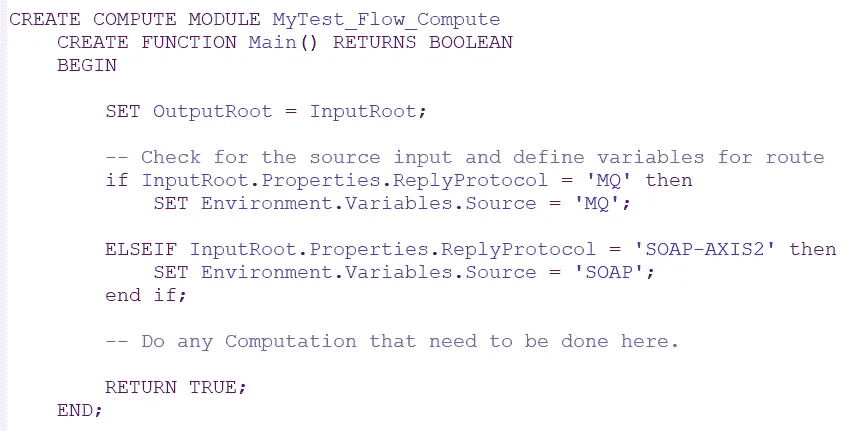 CREATE COMPUTE MODULE MyTest_Flow_Compute
CREATE FUNCTION Main() RETURNS BOOLEAN
BEGIN
SET OutputRoot = InputRoot;
-- Check for the source input and define variables for route
if InputRoot.Properties.ReplyProtocol = 'MQ' then
SET Environment.Variables.Source = 'MQ';
ELSEIF InputRoot.Properties.ReplyProtocol = 'SOAP-AXIS2' then
SET Environment.Variables.Source = 'SOAP';
end if;
-- Do any Computation that need to be done here.
RETURN TRUE;
END;